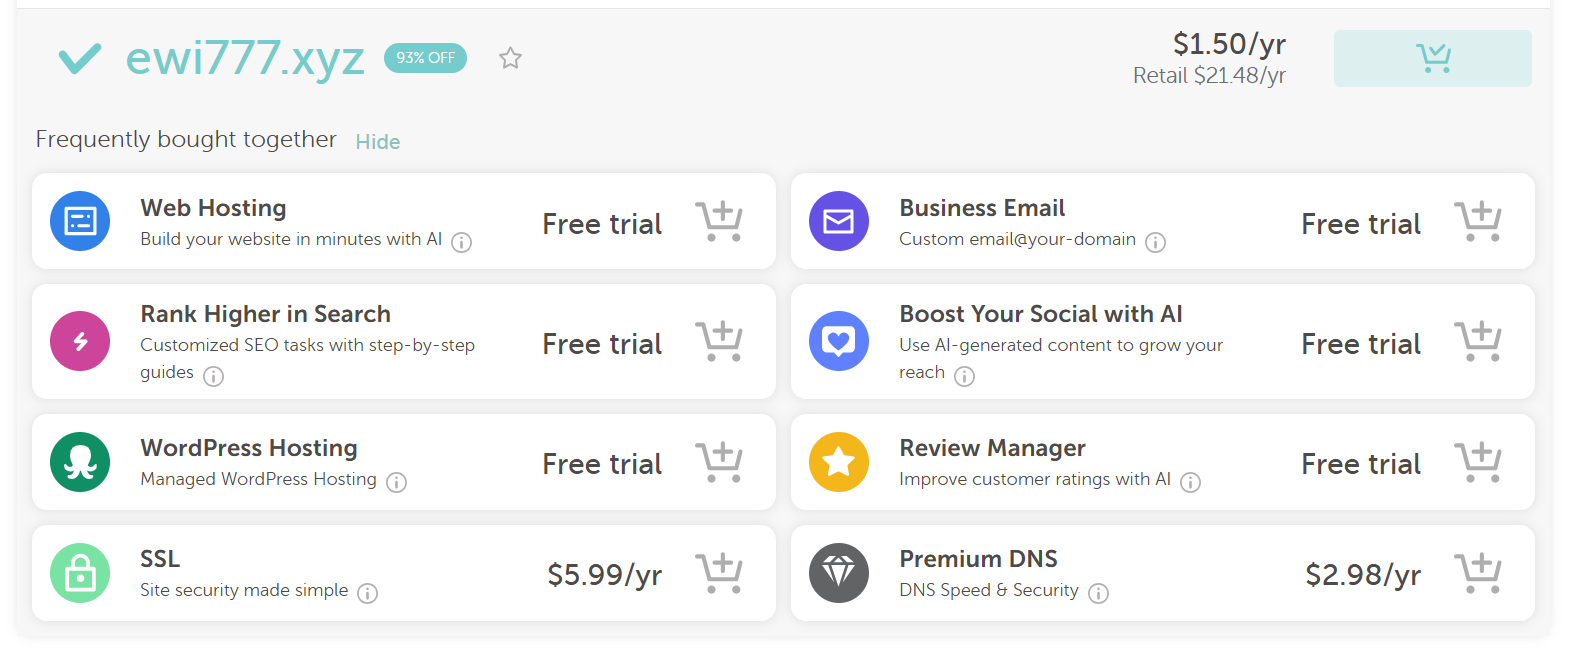 ewi777.xyz 93% OFF
$1.50/yr
Retail $21.48/yr
Frequently bought together Hide
Web Hosting
Build your website in minutes with AI
Free trial
Business Email
Custom email@your-domain
Free trial
Rank Higher in Search
Customized SEO tasks with step-by-step
guides
Free trial
Boost Your Social with AI
Use AI-generated content to grow your
reach
Free trial
WordPress Hosting
Managed WordPress Hosting
Free trial
Review Manager
Improve customer ratings with AI
Free trial
SSL
Site security made simple
$5.99/yr
Premium DNS
DNS Speed & Security
$2.98/yr